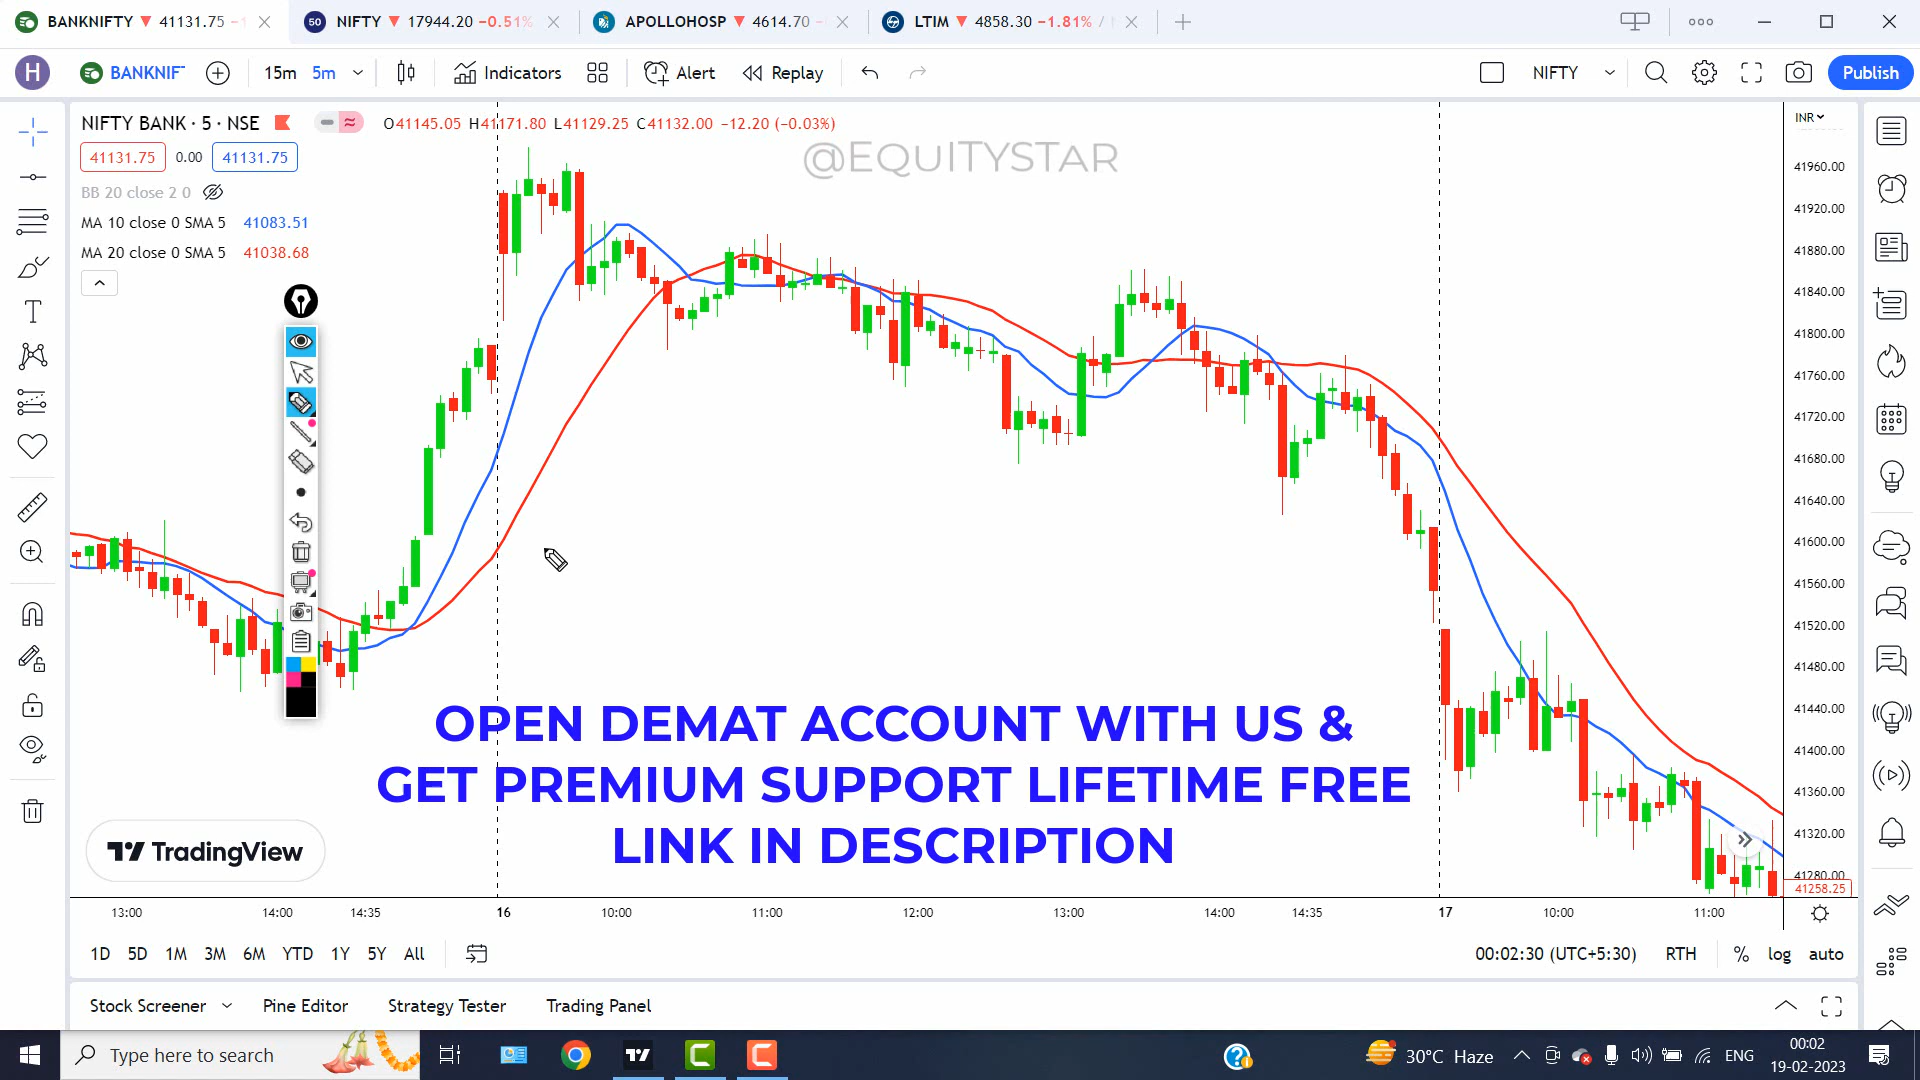 BANKNIFTY ▼ 41131.75
NIFTY ▼ 17944.20 −0.51%
APOLLOHOSP ▼ 4614.70
LTIM ▼ 4858.30 −1.81% /
H
BANKNIF
15m 5m
Indicators
Alert
Replay
NIFTY
Publish
NIFTY BANK · 5 · NSE
O41145.05 H41171.80 L41129.25 C41132.00 −12.20 (−0.03%)
INR
41131.75 0.00 41131.75
@EQUITYSTAR
BB 20 close 2 0
MA 10 close 0 SMA 5 41083.51
MA 20 close 0 SMA 5 41038.68
41960.00
41920.00
41880.00
41840.00
41800.00
41760.00
41720.00
41680.00
41640.00
41600.00
41560.00
41520.00
41480.00
41440.00
41400.00
41360.00
41320.00
41280.00
41258.25
OPEN DEMAT ACCOUNT WITH US &
GET PREMIUM SUPPORT LIFETIME FREE
LINK IN DESCRIPTION
TradingView
13:00 14:00 14:35 16 10:00 11:00 12:00 13:00 14:00 14:35 17 10:00 11:00
1D 5D 1M 3M 6M YTD 1Y 5Y All
00:02:30 (UTC+5:30) RTH % log auto
Stock Screener Pine Editor Strategy Tester Trading Panel
Type here to search
30°C Haze
ENG
00:02
19-02-2023